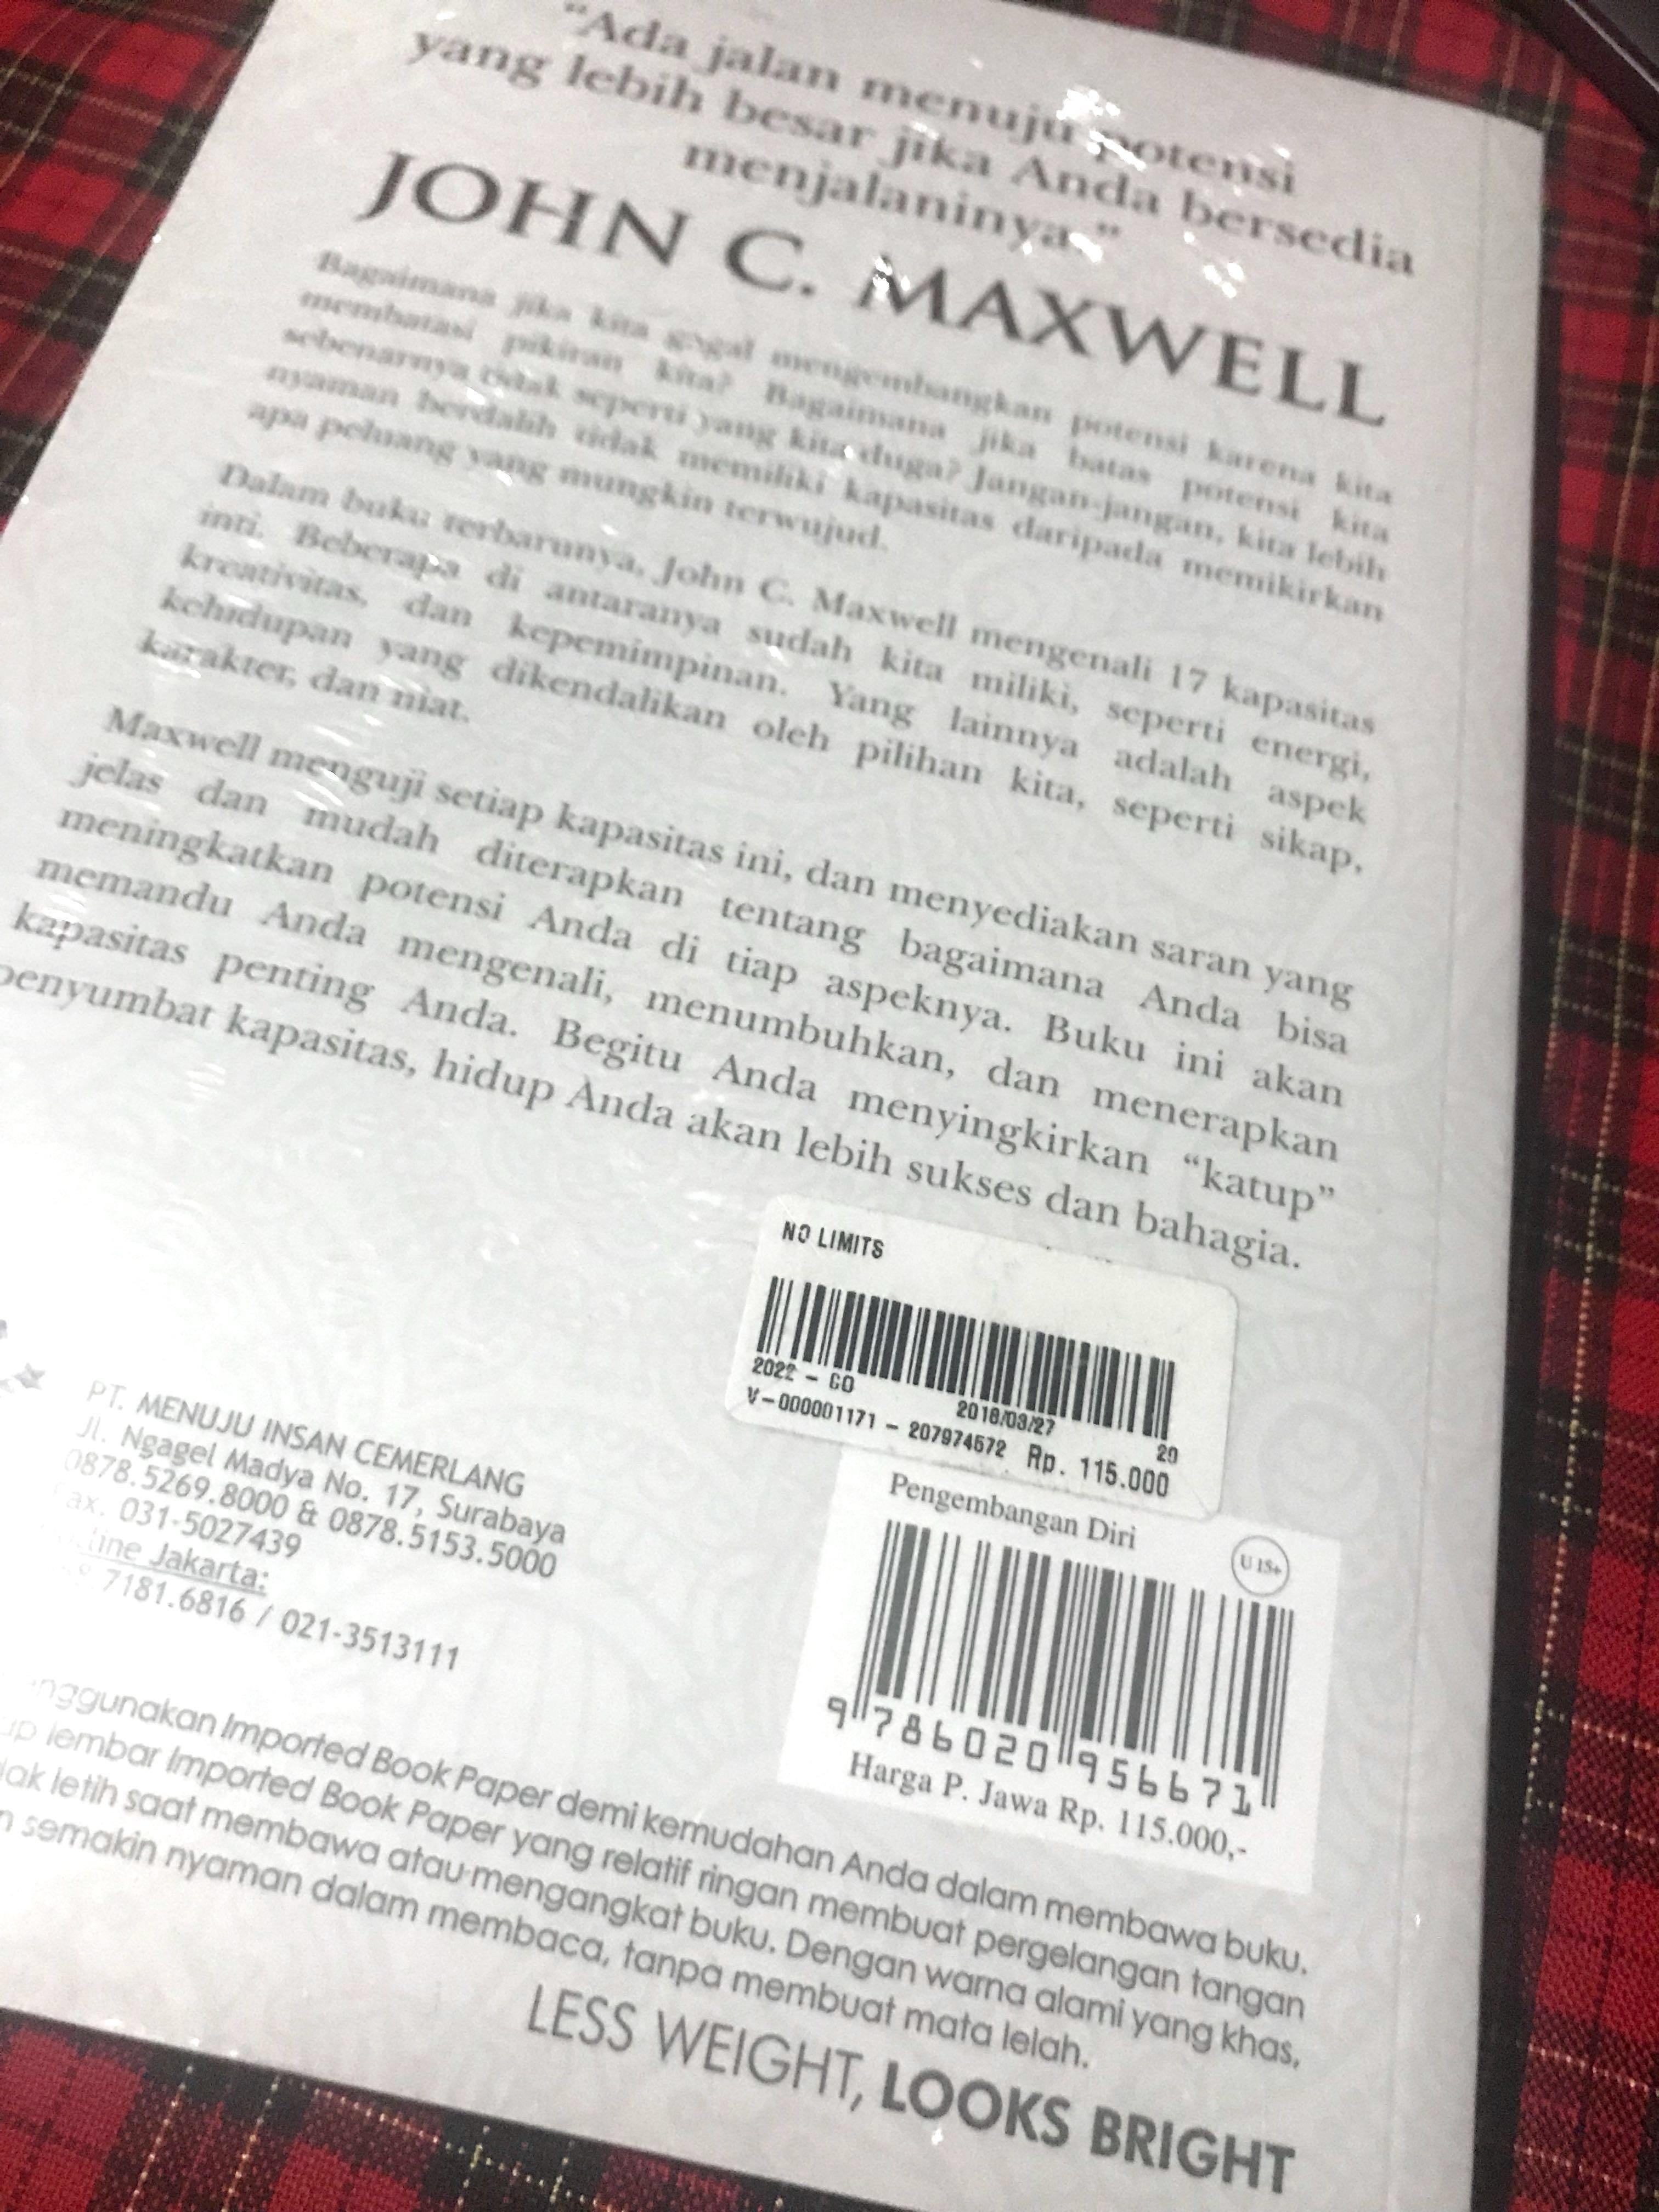 "Ada jalan menuju potensi
yang lebih besar jika Anda bersedia
menjalaninya."
JOHN C. MAXWELL
Bagaimana jika kita gagal mengembangkan potensi karena kita
membatasi pikiran kita? Bagaimana jika batas potensi kita
sebenarnya tidak seperti yang kita duga? Jangan-jangan, kita lebih
nyaman berdalih tidak memiliki kapasitas daripada memikirkan
apa peluang yang mungkin terwujud.
Dalam buku terbarunya, John C. Maxwell mengenali 17 kapasitas
inti. Beberapa di antaranya sudah kita miliki, seperti energi,
kreativitas, dan kepemimpinan. Yang lainnya adalah aspek
kehidupan yang dikendalikan oleh pilihan kita, seperti sikap,
karakter, dan niat.
Maxwell menguji setiap kapasitas ini, dan menyediakan saran yang
jelas dan mudah diterapkan tentang bagaimana Anda bisa
meningkatkan potensi Anda di tiap aspeknya. Buku ini akan
memandu Anda mengenali, menumbuhkan, dan menerapkan
kapasitas penting Anda. Begitu Anda menyingkirkan "katup"
penyumbat kapasitas, hidup Anda akan lebih sukses dan bahagia.
NO LIMITS
2022 - GO
2018/03/27
20
V-000001171 - 207974572 Rp. 115.000
PT. MENUJU INSAN CEMERLANG
Jl. Ngagel Madya No. 17, Surabaya
0878.5269.8000 & 0878.5153.5000
Fax. 031-5027439
Jakarta:
7181.6816 / 021-3513111
Pengembangan Diri
U 15+
9 786020 956671
Harga P. Jawa Rp. 115.000,-
Imported Book Paper demi kemudahan Anda dalam membawa buku.
lembar Imported Book Paper yang relatif ringan membuat pergelangan tangan
letih saat membawa atau mengangkat buku. Dengan warna alami yang khas,
semakin nyaman dalam membaca, tanpa membuat mata lelah.
LESS WEIGHT, LOOKS BRIGHT